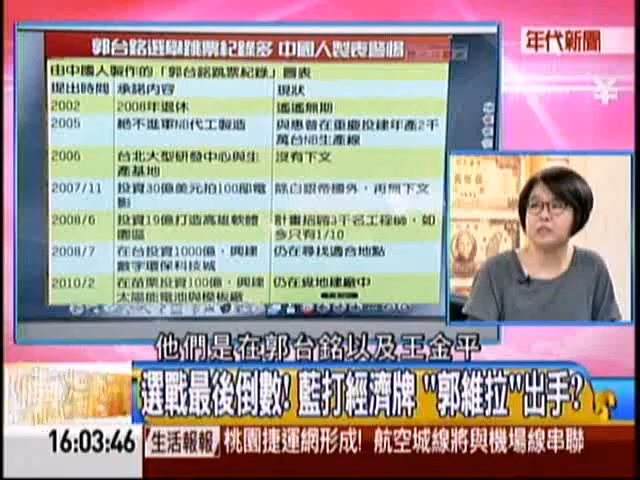 郭台銘選舉跳票紀錄多 中國人製表警惕
年代新聞
由中國人製作的「郭台銘跳票紀錄」圖表
提出時間 承諾內容 現狀
2002 2008年退休 遙遙無期
2005 絕不進軍NB代工製造 與惠普在重慶投建年產2千萬台NB生產線
2006 台北大型研發中心與生產基地 沒有下文
2007/11 投資30億美元拍100部電影 除白銀帝國外，再無下文
2008/6 投資19億打造高雄軟體園區 計畫招聘3千名工程師，如今只有1/10
2008/7 在台投資1000億，興建數字環保科技城 仍在尋找適合地點
2010/2 在苗栗投資100億，興建太陽能電池與模板廠 仍在覓地建廠中
他們是在郭台銘以及王金平
選戰最後倒數! 藍打經濟牌 "郭維拉"出手?
16:03:46 生活報報 桃園捷運網形成! 航空城線將與機場線串聯